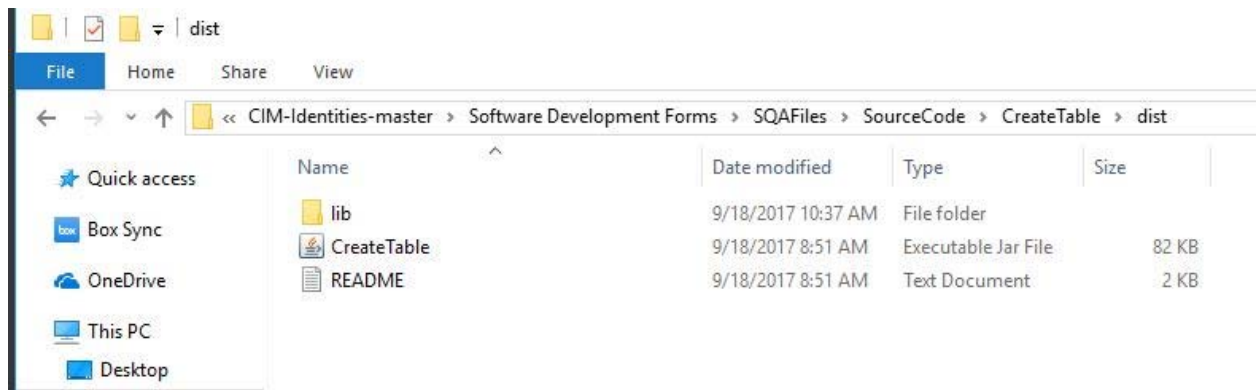 dist
File Home Share View
« CIM-Identities-master › Software Development Forms › SQAFiles › SourceCode › CreateTable › dist
Quick access
box Box Sync
OneDrive
This PC
Desktop
Name Date modified Type Size
lib 9/18/2017 10:37 AM File folder
CreateTable 9/18/2017 8:51 AM Executable Jar File 82 KB
README 9/18/2017 8:51 AM Text Document 2 KB